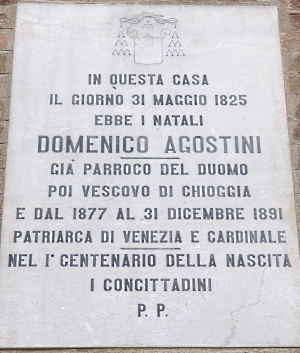 IN QUESTA CASA
IL GIORNO 31 MAGGIO 1825
EBBE I NATALI
DOMENICO AGOSTINI
GIÁ PARROCO DEL DUOMO
POI VESCOVO DI CHIOGGIA
E DAL 1877 AL 31 DICEMBRE 1891
PATRIARCA DI VENEZIA E CARDINALE
NEL I° CENTENARIO DELLA NASCITA
I CONCITTADINI
P. P.